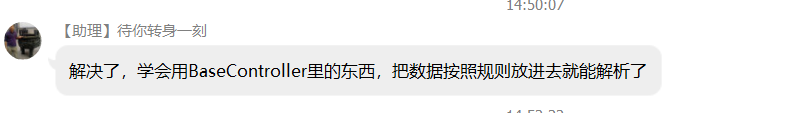 14:50:07
【助理】待你转身一刻
解决了，学会用BaseController里的东西，把数据按照规则放进去就能解析了